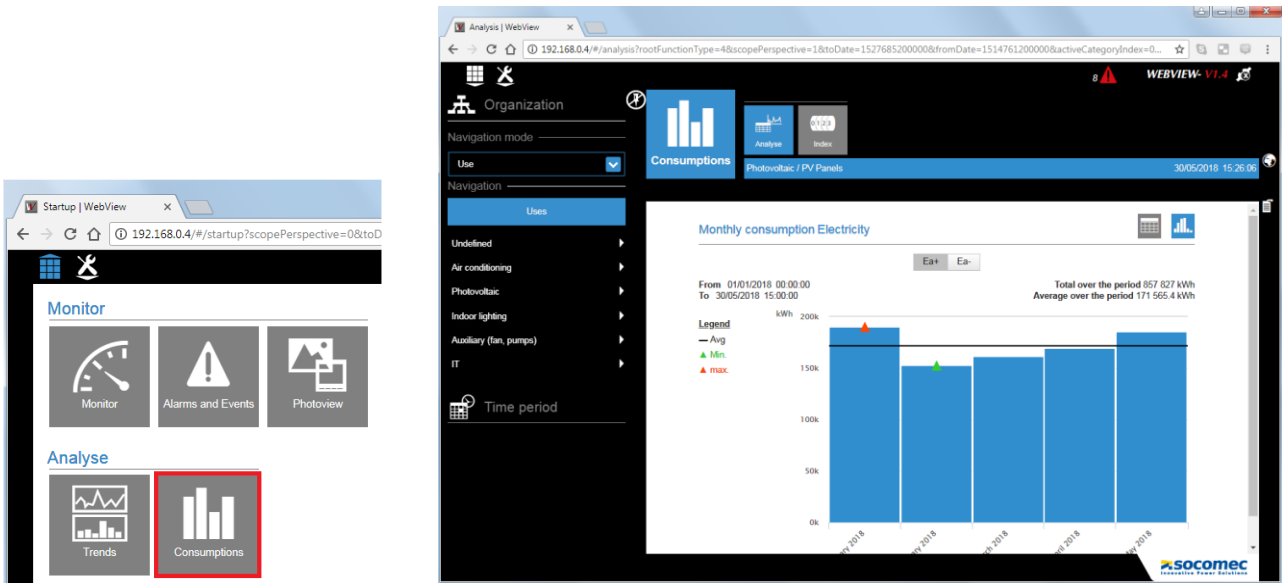 Startup | WebView
192.168.0.4/#/startup?scopePerspective=0&toD
Monitor
Monitor
Alarms and Events
Photoview
Analyse
Trends
Consumptions
Analysis | WebView
192.168.0.4/#/analysis?rootFunctionType=4&scopePerspective=1&toDate=1527685200000&fromDate=1514761200000&activeCategoryIndex=0...
8
WEBVIEW- V1.4
Organization
Navigation mode
Use
Navigation
Uses
Undefined
Air conditioning
Photovoltaic
Indoor lighting
Auxiliary (fan, pumps)
IT
Time period
Consumptions
Analyse
0123
Index
Photovoltaic / PV Panels
30/05/2018 15:26:06
Monthly consumption Electricity
Ea+ Ea-
From 01/01/2018 00:00:00
To 30/05/2018 15:00:00
Total over the period 857 827 kWh
Average over the period 171 565.4 kWh
Legend
Avg
Min.
max.
kWh
200k
150k
100k
50k
0k
2018
2018
2018
2018
2018
socomec
Innovative Power Solutions